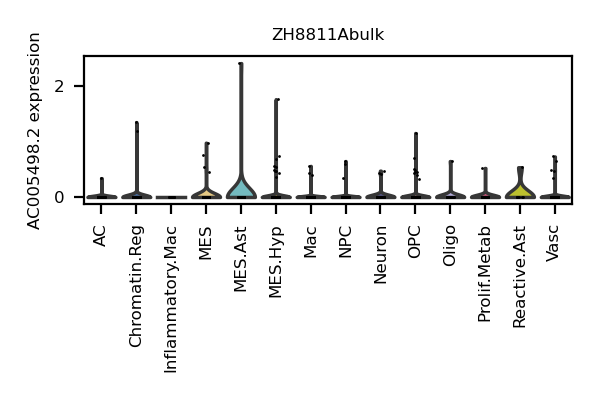 ZH8811Abulk
AC005498.2 expression
2
0
AC
Chromatin.Reg
Inflammatory.Mac
MES
MES.Ast
MES.Hyp
Mac
NPC
Neuron
OPC
Oligo
Prolif.Metab
Reactive.Ast
Vasc